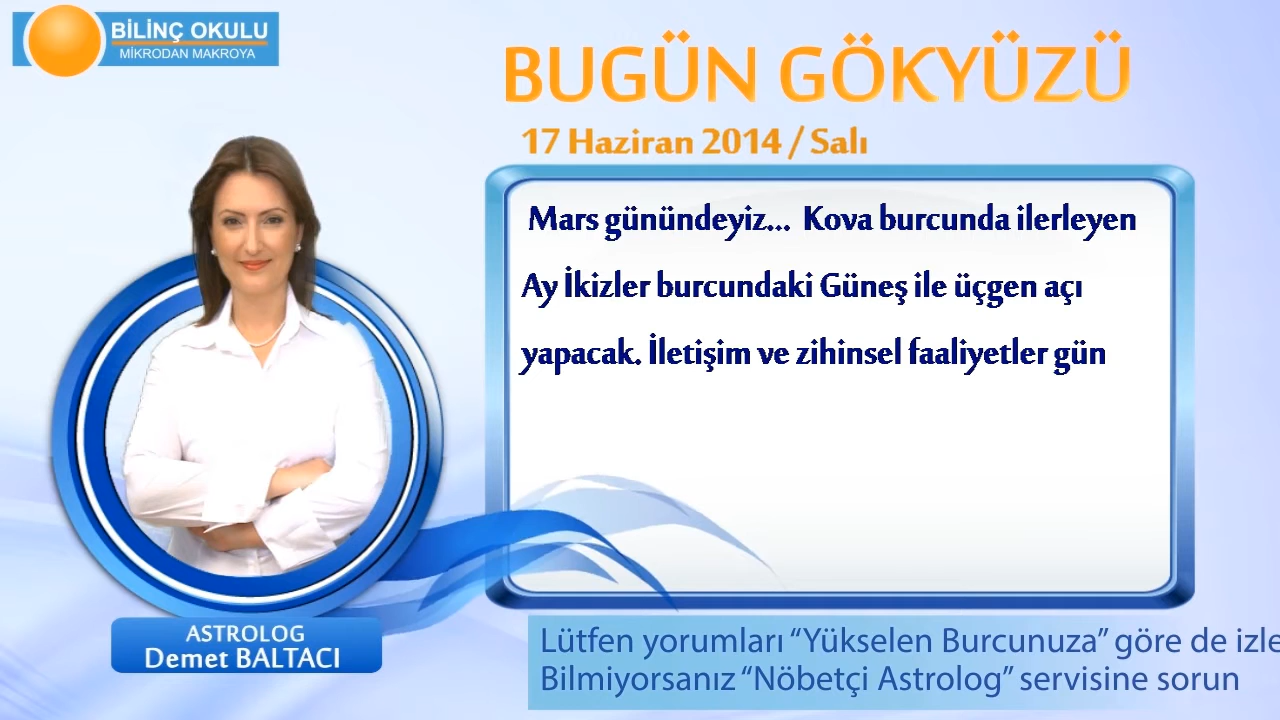 BİLİNÇ OKULU
MİKRODAN MAKROYA
BUGÜN GÖKYÜZÜ
17 Haziran 2014 / Salı
Mars günündeyiz... Kova burcunda ilerleyen
Ay İkizler burcundaki Güneş ile üçgen açı
yapacak. İletişim ve zihinsel faaliyetler gün
ASTROLOG
Demet BALTACI
Lütfen yorumları “Yükselen Burcunuza” göre de izle
Bilmiyorsanız “Nöbetçi Astrolog” servisine sorun